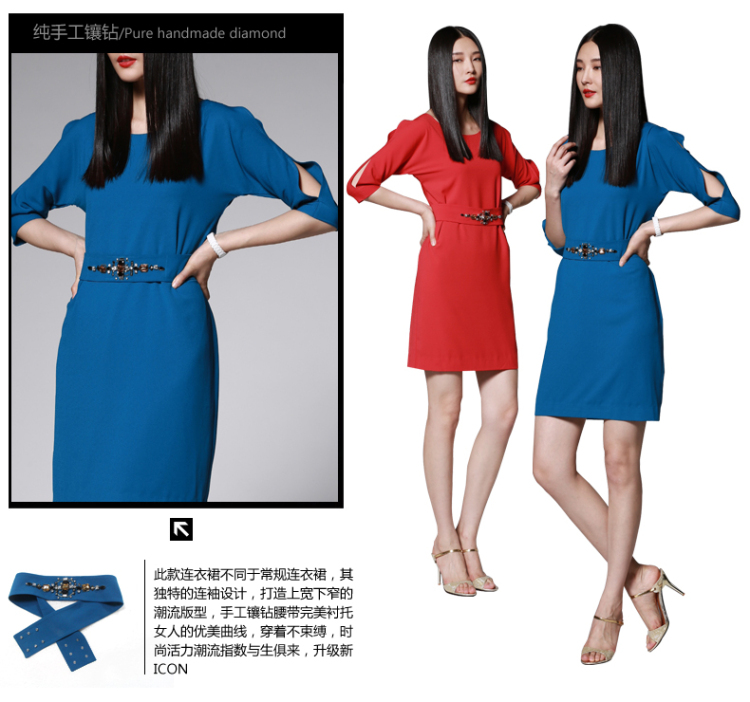 纯手工镶钻/Pure handmade diamond
此款连衣裙不同于常规连衣裙，其
独特的连袖设计，打造上宽下窄的
潮流版型，手工镶钻腰带完美衬托
女人的优美曲线，穿着不束缚，时
尚活力潮流指数与生俱来，升级新
ICON